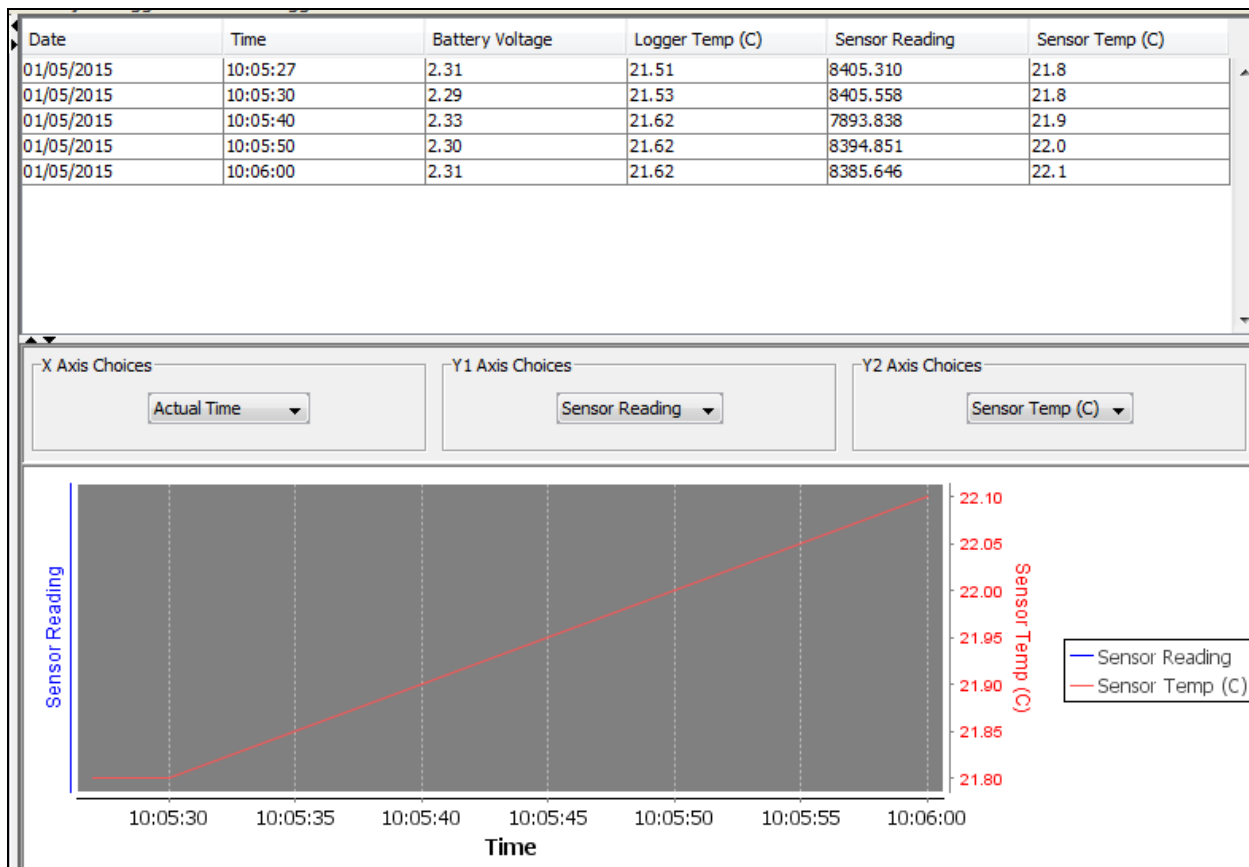 Date Time Battery Voltage Logger Temp (C) Sensor Reading Sensor Temp (C)
01/05/2015 10:05:27 2.31 21.51 8405.310 21.8
01/05/2015 10:05:30 2.29 21.53 8405.558 21.8
01/05/2015 10:05:40 2.33 21.62 7893.838 21.9
01/05/2015 10:05:50 2.30 21.62 8394.851 22.0
01/05/2015 10:06:00 2.31 21.62 8385.646 22.1
X Axis Choices Y1 Axis Choices Y2 Axis Choices
Actual Time Sensor Reading Sensor Temp (C)
Sensor Reading
22.10
22.05
22.00
21.95
21.90
21.85
21.80
Sensor Temp (C)
Sensor Reading
Sensor Temp (C)
10:05:30 10:05:35 10:05:40 10:05:45 10:05:50 10:05:55 10:06:00
Time